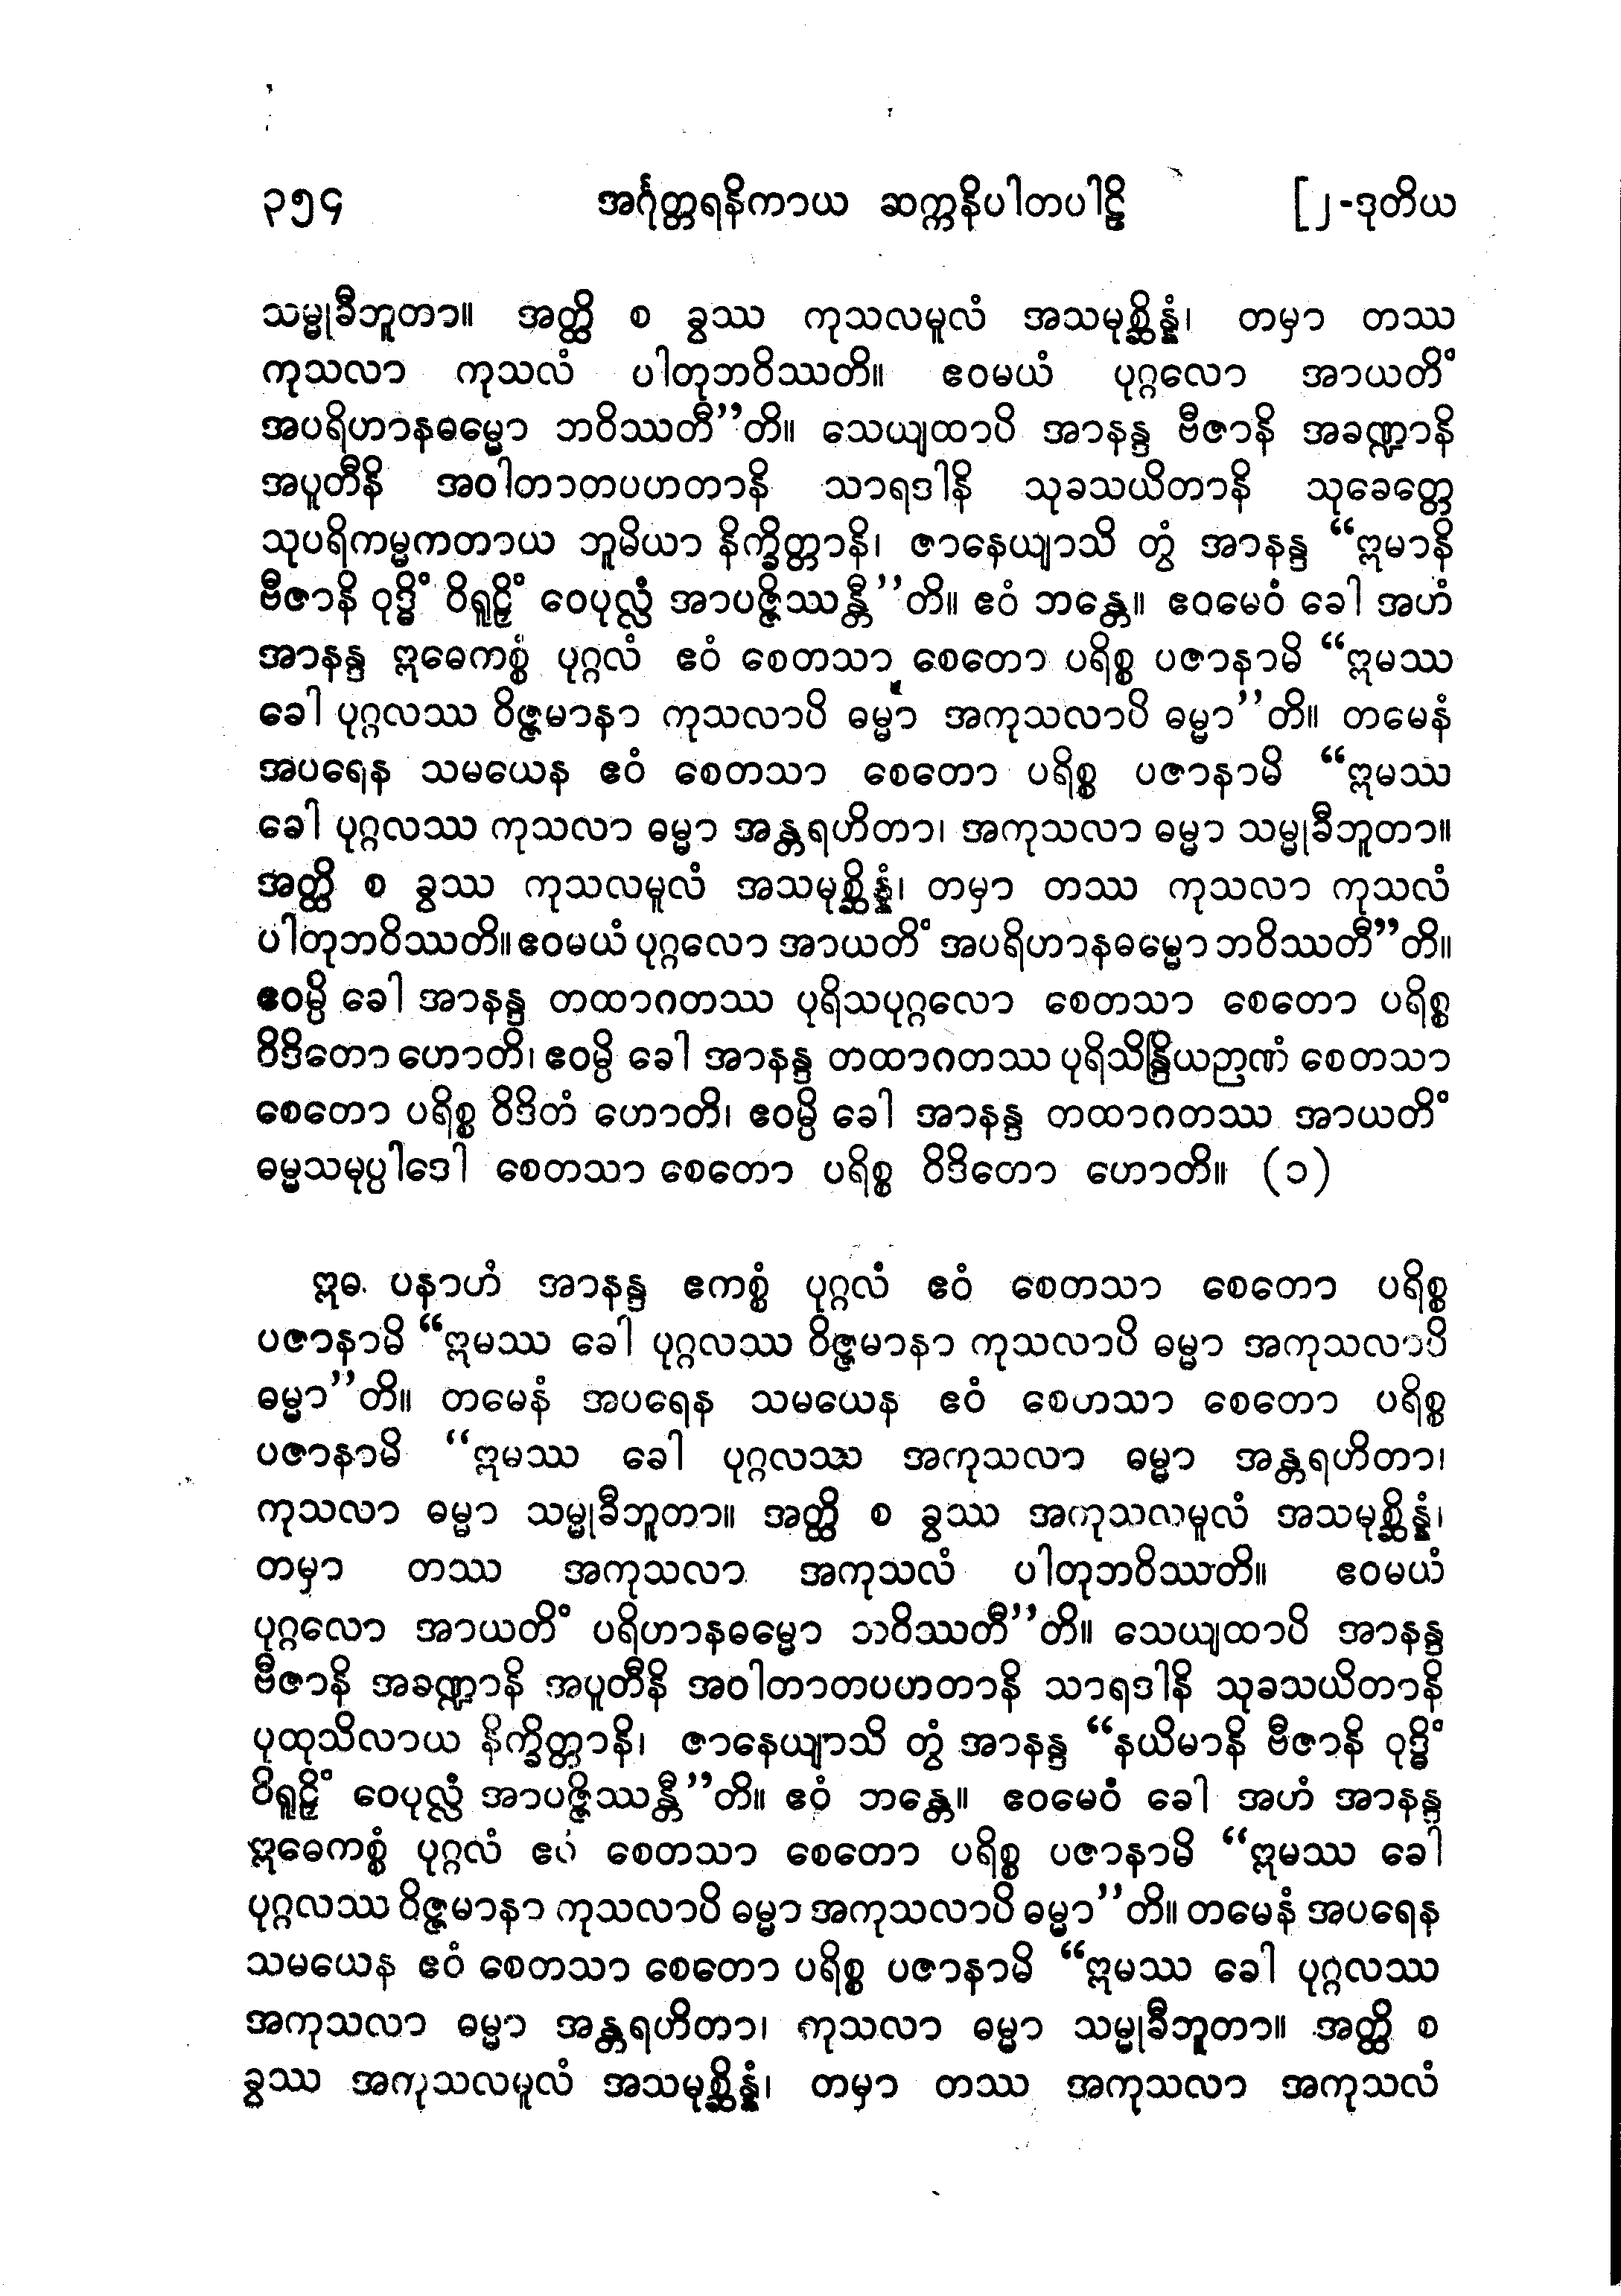 ၃၅၄ အင်္ဂုတ္တရနိကာယ ဆက္ကနိပါတပါဠိ [၂-ဒုတိယ
သမ္မုခီဘူတာ။ အတ္ထိ စ ခွဿ ကုသလမူလံ အသမုစ္ဆိန္နံ၊ တမှာ တဿ
ကုသလာ ကုသလံ ပါတုဘဝိဿတိ။ ဧဝမယံ ပုဂ္ဂလော အာယတိံ
အပရိဟာနဓမ္မော ဘဝိဿတီ”တိ။ သေယျထာပိ အာနန္ဒ ဗီဇာနိ အခဏ္ဍာနိ
အပူတီနိ အဝါတာတပဟတာနိ သာရဒါနိ သုခသယိတာနိ သုခေတ္တေ
သုပရိကမ္မကတာယ ဘူမိယာ နိက္ခိတ္တာနိ၊ ဇာနေယျာသိ တွံ အာနန္ဒ “ဣမာနိ
ဗီဇာနိ ဝုဒ္ဓိံ ဝိရူဠှိံ ဝေပုလ္လံ အာပဇ္ဇိဿန္တီ”တိ။ ဧဝံ ဘန္တေ။ ဧဝမေဝံ ခေါ အဟံ
အာနန္ဒ ဣဓေကစ္စံ ပုဂ္ဂလံ ဧဝံ စေတသာ စေတော ပရိစ္စ ပဇာနာမိ “ဣမဿ
ခေါ ပုဂ္ဂလဿ ဝိဇ္ဇမာနာ ကုသလာပိ ဓမ္မာ အကုသလာပိ ဓမ္မာ”တိ။ တမေနံ
အပရေန သမယေန ဧဝံ စေတသာ စေတော ပရိစ္စ ပဇာနာမိ “ဣမဿ
ခေါ ပုဂ္ဂလဿ ကုသလာ ဓမ္မာ အန္တရဟိတာ၊ အကုသလာ ဓမ္မာ သမ္မုခီဘူတာ။
အတ္ထိ စ ခွဿ ကုသလမူလံ အသမုစ္ဆိန္နံ၊ တမှာ တဿ ကုသလာ ကုသလံ
ပါတုဘဝိဿတိ။ ဧဝမယံ ပုဂ္ဂလော အာယတိံ အပရိဟာနဓမ္မော ဘဝိဿတီ”တိ။
ဧဝမ္ပိ ခေါ အာနန္ဒ တထာဂတဿ ပုရိသပုဂ္ဂလော စေတသာ စေတော ပရိစ္စ
ဝိဒိတော ဟောတိ၊ ဧဝမ္ပိ ခေါ အာနန္ဒ တထာဂတဿ ပုရိသိန္ဒြိယဉာဏံ စေတသာ
စေတော ပရိစ္စ ဝိဒိတံ ဟောတိ၊ ဧဝမ္ပိ ခေါ အာနန္ဒ တထာဂတဿ အာယတိံ
ဓမ္မသမုပ္ပါဒေါ စေတသာ စေတော ပရိစ္စ ဝိဒိတော ဟောတိ။ (၁)
ဣဓ ပနာဟံ အာနန္ဒ ဧကစ္စံ ပုဂ္ဂလံ ဧဝံ စေတသာ စေတော ပရိစ္စ
ပဇာနာမိ “ဣမဿ ခေါ ပုဂ္ဂလဿ ဝိဇ္ဇမာနာ ကုသလာပိ ဓမ္မာ အကုသလာပိ
ဓမ္မာ”တိ။ တမေနံ အပရေန သမယေန ဧဝံ စေဟသာ စေတော ပရိစ္စ
ပဇာနာမိ “ဣမဿ ခေါ ပုဂ္ဂလဿ အကုသလာ ဓမ္မာ အန္တရဟိတာ၊
ကုသလာ ဓမ္မာ သမ္မုခီဘူတာ။ အတ္ထိ စ ခွဿ အကုသလမူလံ အသမုစ္ဆိန္နံ၊
တမှာ တဿ အကုသလာ အကုသလံ ပါတုဘဝိဿတိ။ ဧဝမယံ
ပုဂ္ဂလော အာယတိံ ပရိဟာနဓမ္မော ဘဝိဿတီ”တိ။ သေယျထာပိ အာနန္ဒ
ဗီဇာနိ အခဏ္ဍာနိ အပူတီနိ အဝါတာတပဟတာနိ သာရဒါနိ သုခသယိတာနိ
ပုထုသိလာယ နိက္ခိတ္တာနိ၊ ဇာနေယျာသိ တွံ အာနန္ဒ “နယိမာနိ ဗီဇာနိ ဝုဒ္ဓိံ
ဝိရူဠှိံ ဝေပုလ္လံ အာပဇ္ဇိဿန္တီ”တိ။ ဧဝံ ဘန္တေ။ ဧဝမေဝံ ခေါ အဟံ အာနန္ဒ
ဣဓေကစ္စံ ပုဂ္ဂလံ ဧဝံ စေတသာ စေတော ပရိစ္စ ပဇာနာမိ “ဣမဿ ခေါ
ပုဂ္ဂလဿ ဝိဇ္ဇမာနာ ကုသလာပိ ဓမ္မာ အကုသလာပိ ဓမ္မာ”တိ။ တမေနံ အပရေန
သမယေန ဧဝံ စေတသာ စေတော ပရိစ္စ ပဇာနာမိ “ဣမဿ ခေါ ပုဂ္ဂလဿ
အကုသလာ ဓမ္မာ အန္တရဟိတာ၊ ကုသလာ ဓမ္မာ သမ္မုခီဘူတာ။ အတ္ထိ စ
ခွဿ အကုသလမူလံ အသမုစ္ဆိန္နံ၊ တမှာ တဿ အကုသလာ အကုသလံ